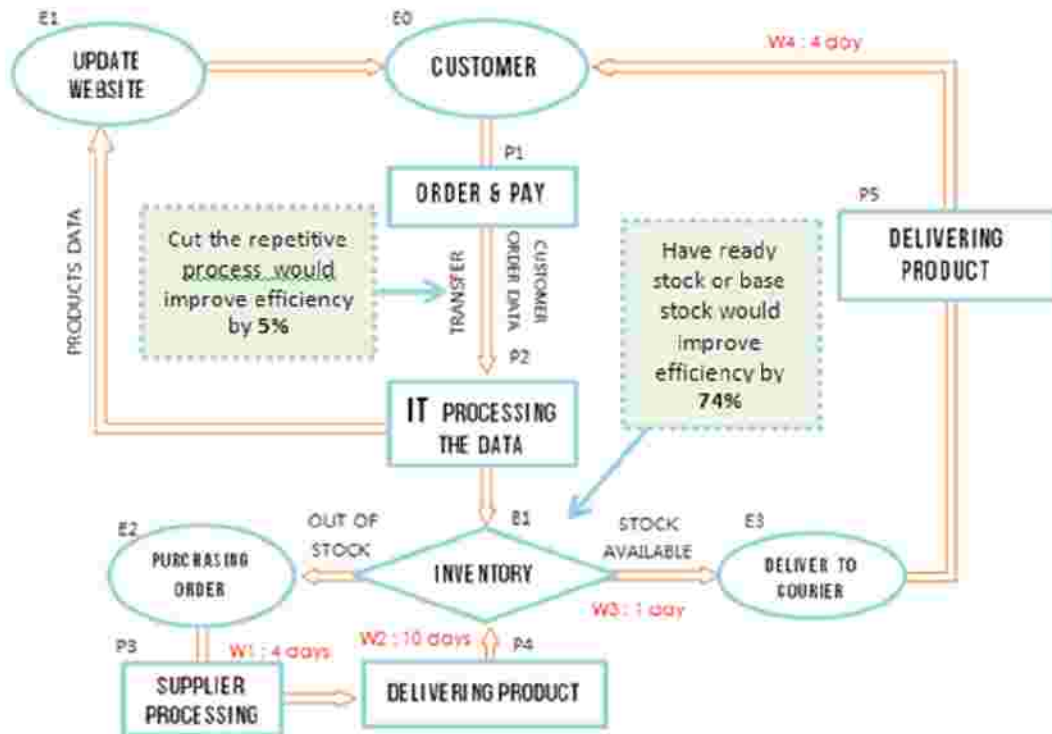 E1
UPDATE
WEBSITE
E0
CUSTOMER
W4 : 4 day
P1
ORDER & PAY
P5
DELIVERING
PRODUCT
PRODUCTS DATA
Cut the repetitive
process would
improve efficiency
by 5%
TRANSFER
ORDER DATA
CUSTOMER
Have ready
stock or base
stock would
improve
efficiency by
74%
P2
IT PROCESSING
THE DATA
E2
PURCHASING
ORDER
OUT OF
STOCK
B1
INVENTORY
STOCK
AVAILABLE
E3
DELIVER TO
COURIER
W3 : 1 day
P3
W1 : 4 days
W2 : 10 days
P4
SUPPLIER
PROCESSING
DELIVERING PRODUCT